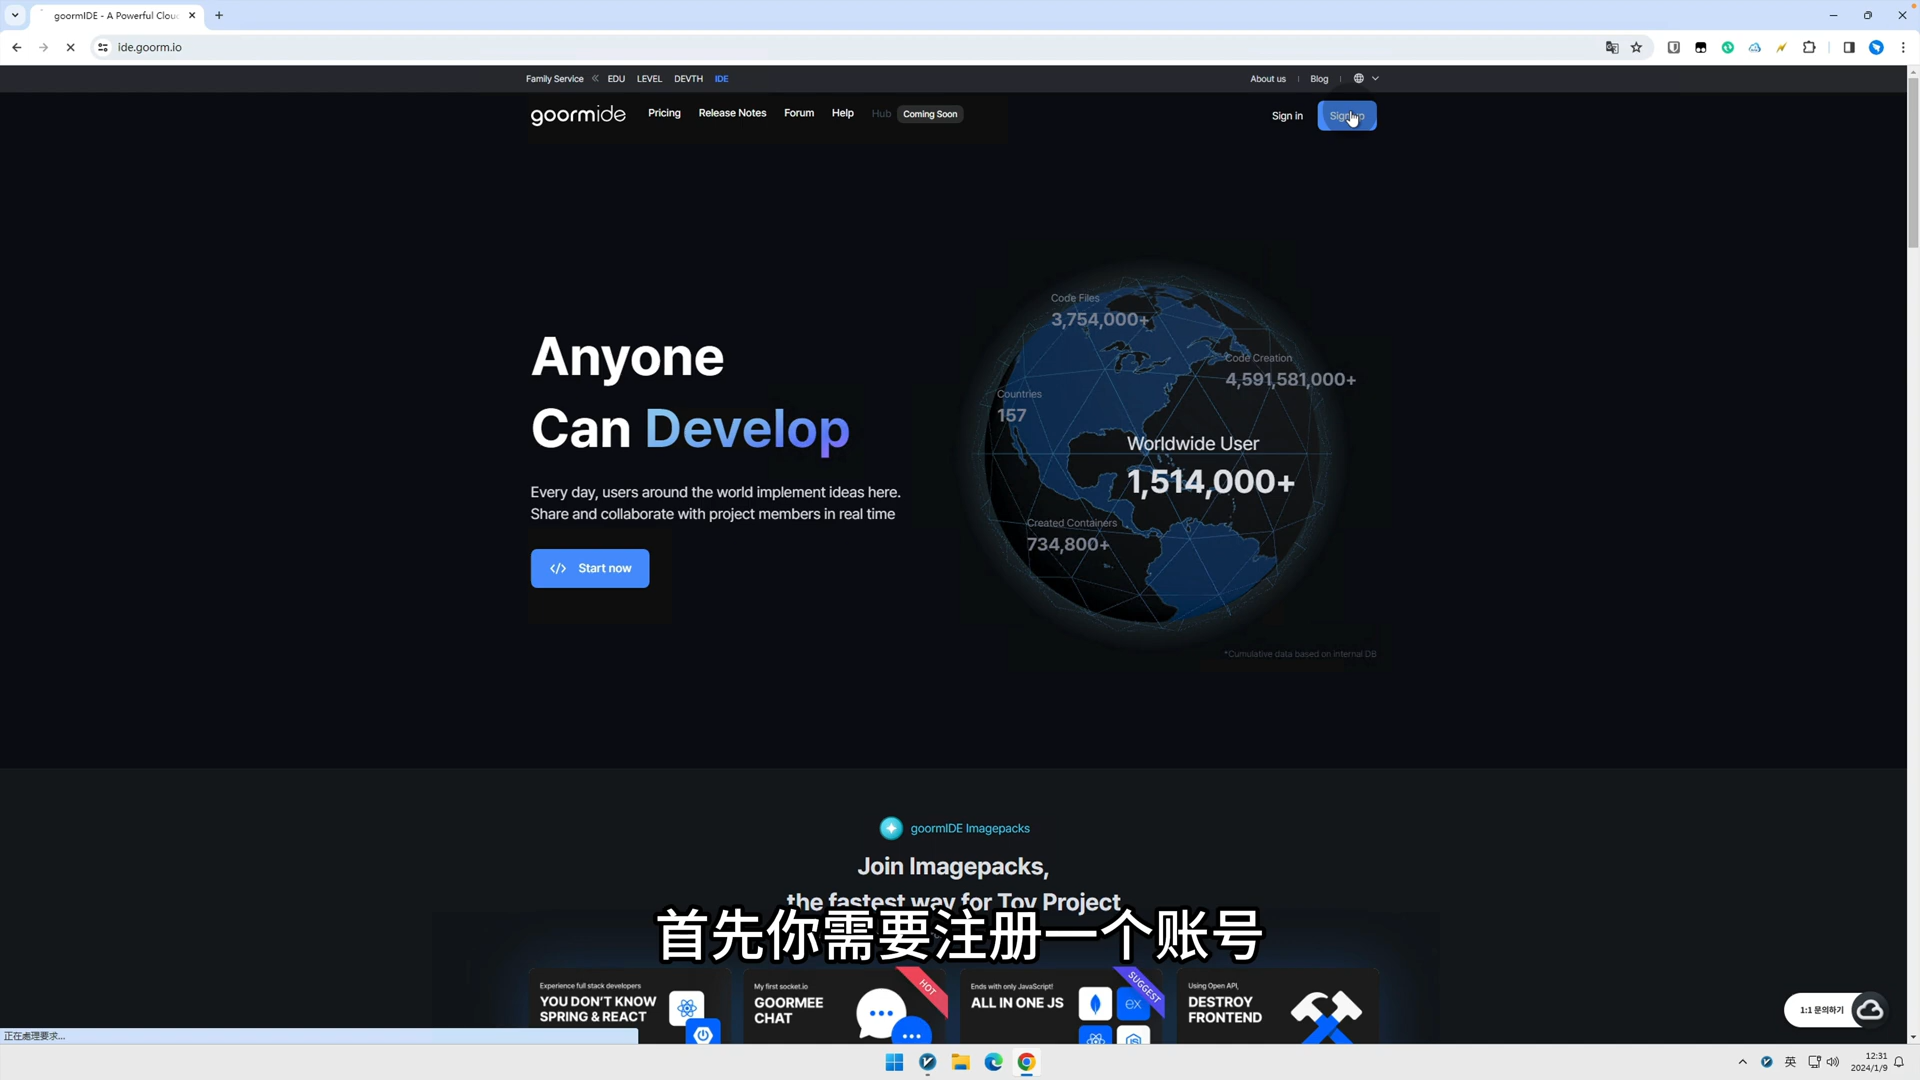 goormIDE - A Powerful Clou
ide.goorm.io
Family Service
EDU
LEVEL
DEVTH
IDE
About us
Blog
goormide
Pricing
Release Notes
Forum
Help
Hub
Coming Soon
Sign in
Sign up
Code Files
3,754,000+
Code Creation
4,591,581,000+
Countries
157
Worldwide User
1,514,000+
Created Containers
734,800+
*Cumulative data based on internal DB
Anyone
Can Develop
Every day, users around the world implement ideas here.
Share and collaborate with project members in real time
</> Start now
goormIDE Imagepacks
Join Imagepacks,
the fastest way for Toy Project
首先你需要注册一个账号
Experience full stack developers
YOU DON'T KNOW
SPRING & REACT
My first socket.io
GOORMEE
CHAT
HOT
Ends with only JavaScript!
ALL IN ONE JS
EX
JS
SUGGEST
Using Open API,
DESTROY
FRONTEND
1:1 문의하기
正在處理要求...
英
12:31
2024/1/9